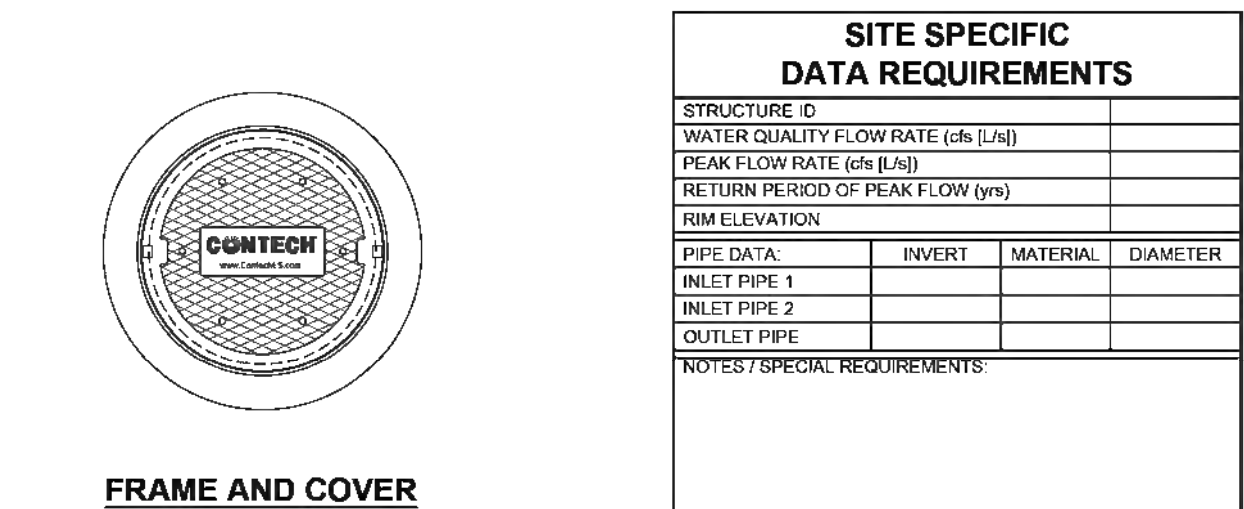 CONTECH
www.ContechES.com
FRAME AND COVER
SITE SPECIFIC
DATA REQUIREMENTS
STRUCTURE ID
WATER QUALITY FLOW RATE (cfs [L/s])
PEAK FLOW RATE (cfs [L/s])
RETURN PERIOD OF PEAK FLOW (yrs)
RIM ELEVATION
PIPE DATA: INVERT MATERIAL DIAMETER
INLET PIPE 1
INLET PIPE 2
OUTLET PIPE
NOTES / SPECIAL REQUIREMENTS: